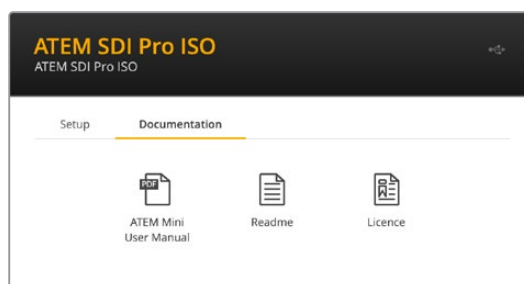 ATEM SDI Pro ISO
ATEM SDI Pro ISO
Setup
Documentation
PDF
ATEM Mini
User Manual
Readme
Licence